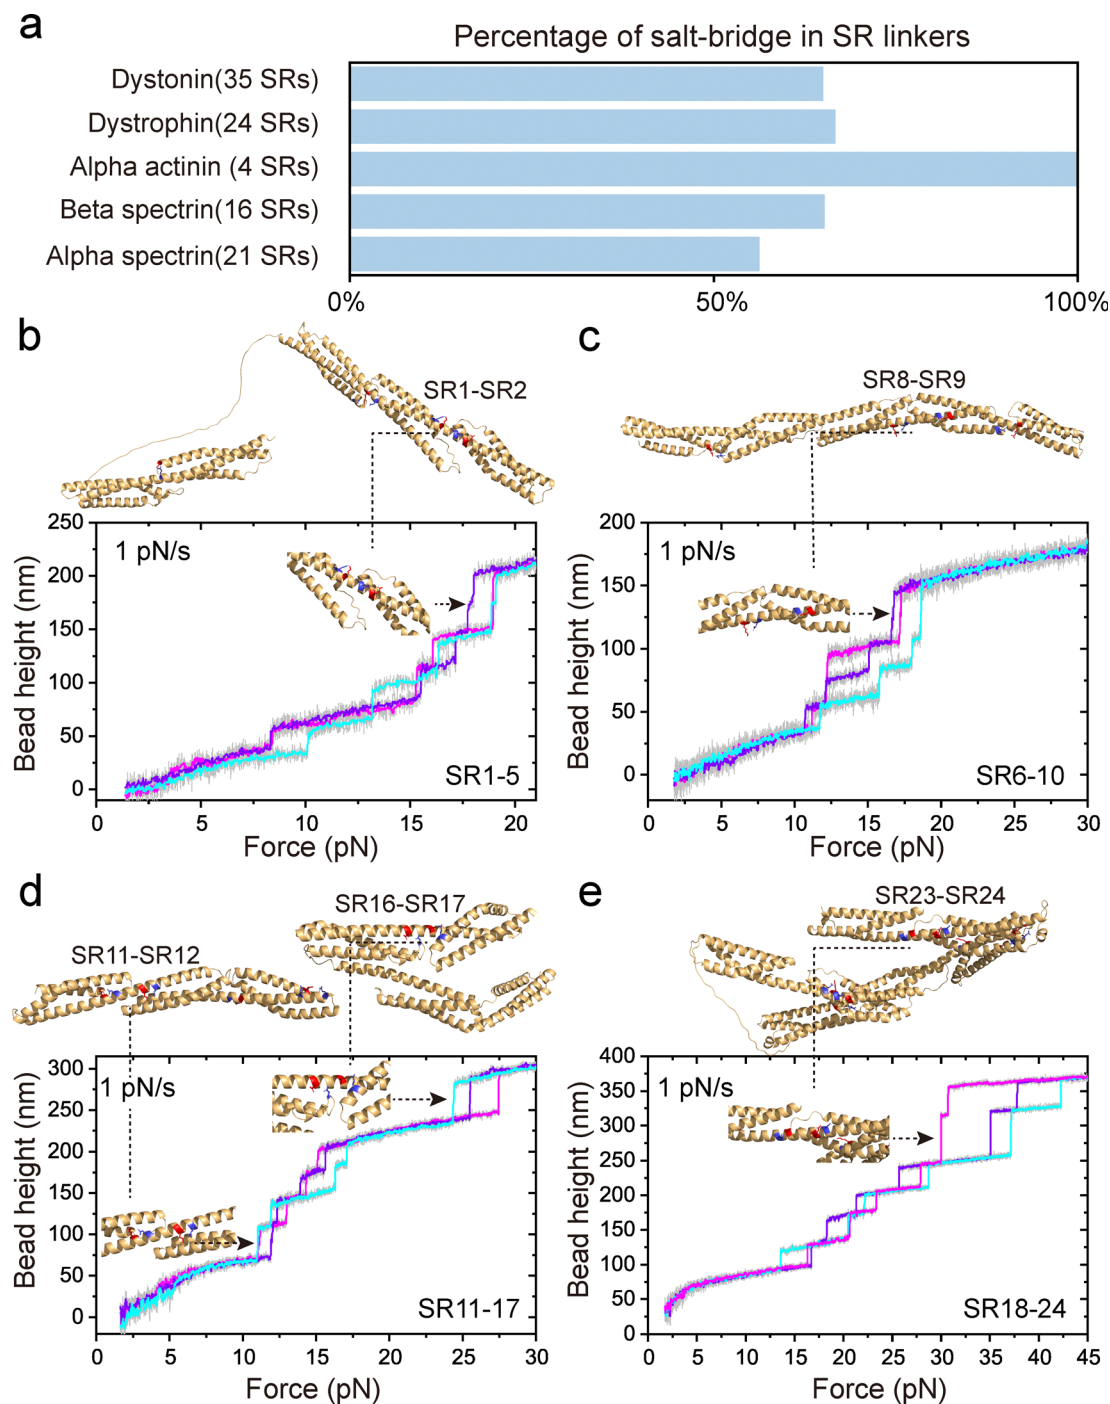 a
Percentage of salt-bridge in SR linkers
Dystonin(35 SRs)
Dystrophin(24 SRs)
Alpha actinin (4 SRs)
Beta spectrin(16 SRs)
Alpha spectrin(21 SRs)
0% 50% 100%
b
SR1-SR2
250
200
150
100
50
0
Bead height (nm)
1 pN/s
SR1-5
0 5 10 15 20
Force (pN)
c
SR8-SR9
200
150
100
50
0
Bead height (nm)
1 pN/s
SR6-10
0 5 10 15 20 25 30
Force (pN)
d
SR16-SR17
SR11-SR12
300
250
200
150
100
50
0
Bead height (nm)
1 pN/s
SR11-17
0 5 10 15 20 25 30
Force (pN)
e
SR23-SR24
400
350
300
250
200
150
100
50
0
Bead height (nm)
1 pN/s
SR18-24
0 5 10 15 20 25 30 35 40 45
Force (pN)